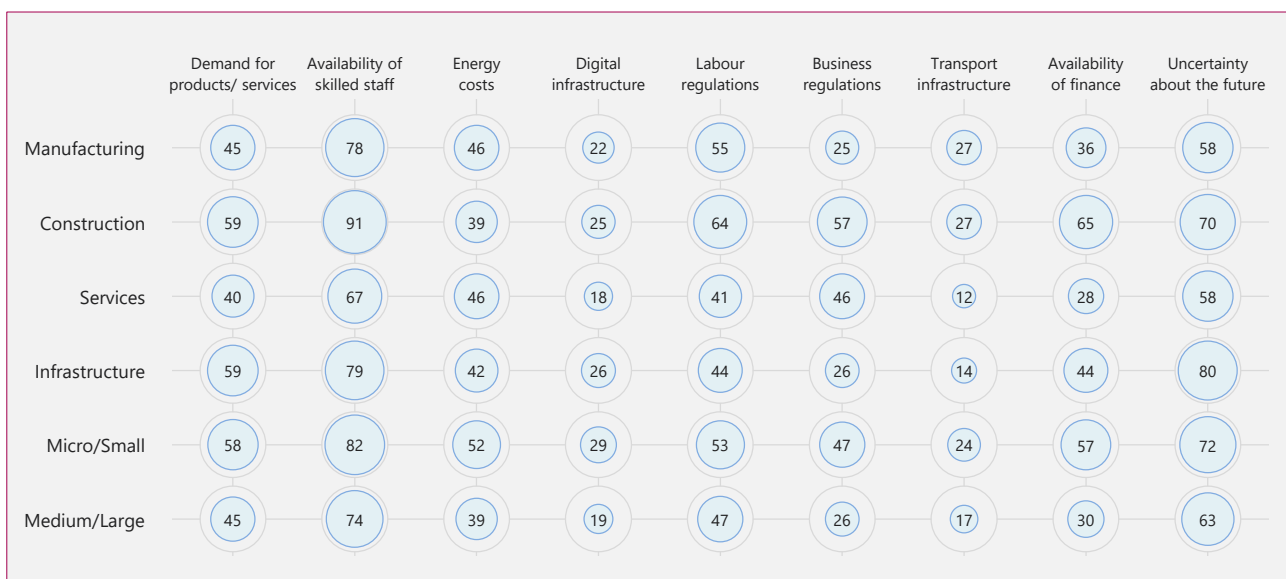 Demand for Availability of Energy Digital Labour Business Transport Availability Uncertainty
products/ services skilled staff costs infrastructure regulations regulations infrastructure of finance about the future
Manufacturing 45 78 46 22 55 25 27 36 58
Construction 59 91 39 25 64 57 27 65 70
Services 40 67 46 18 41 46 12 28 58
Infrastructure 59 79 42 26 44 26 14 44 80
Micro/Small 58 82 52 29 53 47 24 57 72
Medium/Large 45 74 39 19 47 26 17 30 63